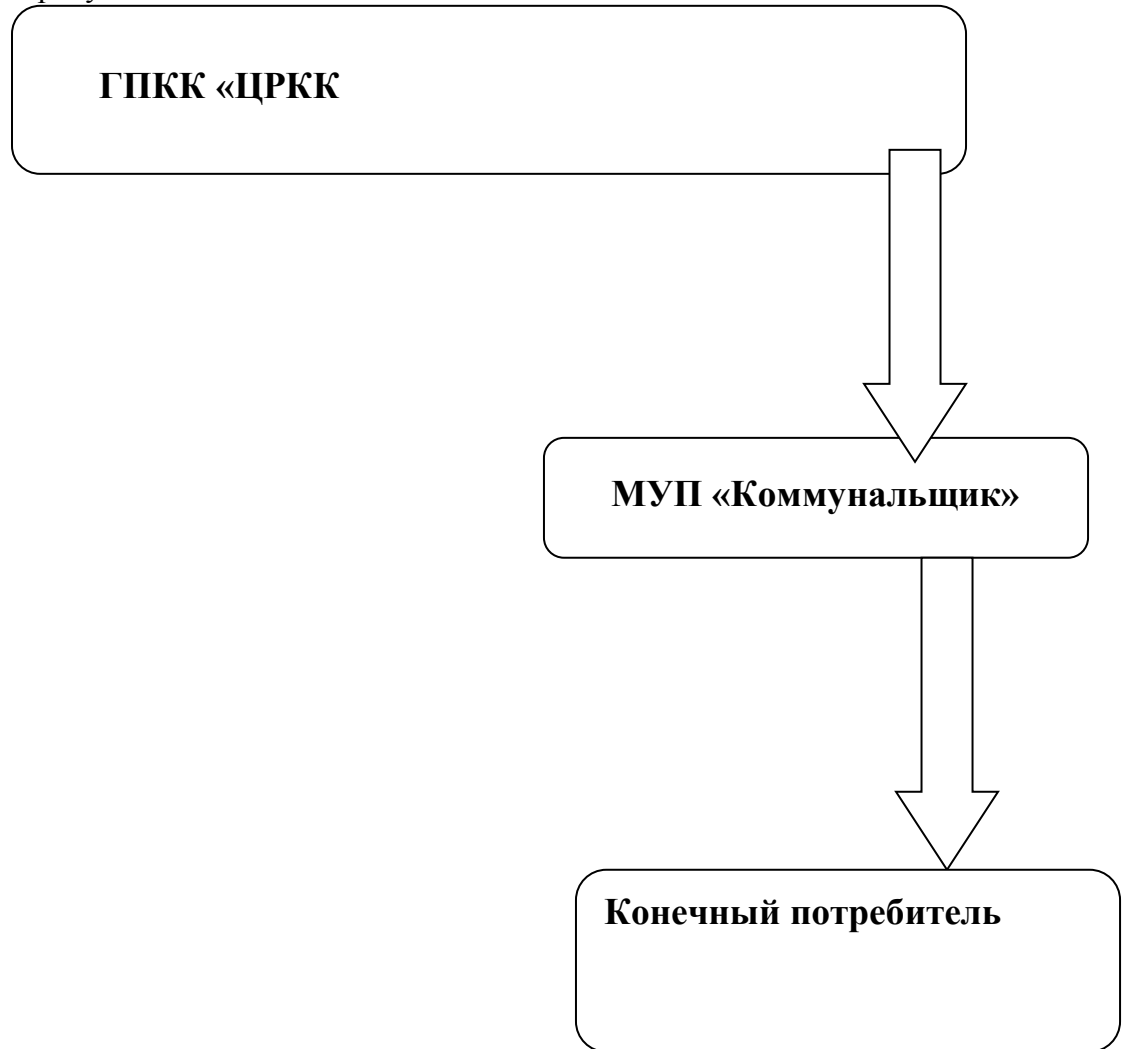 ГПКК «ЦРКК
МУП «Коммунальщик»
Конечный потребитель